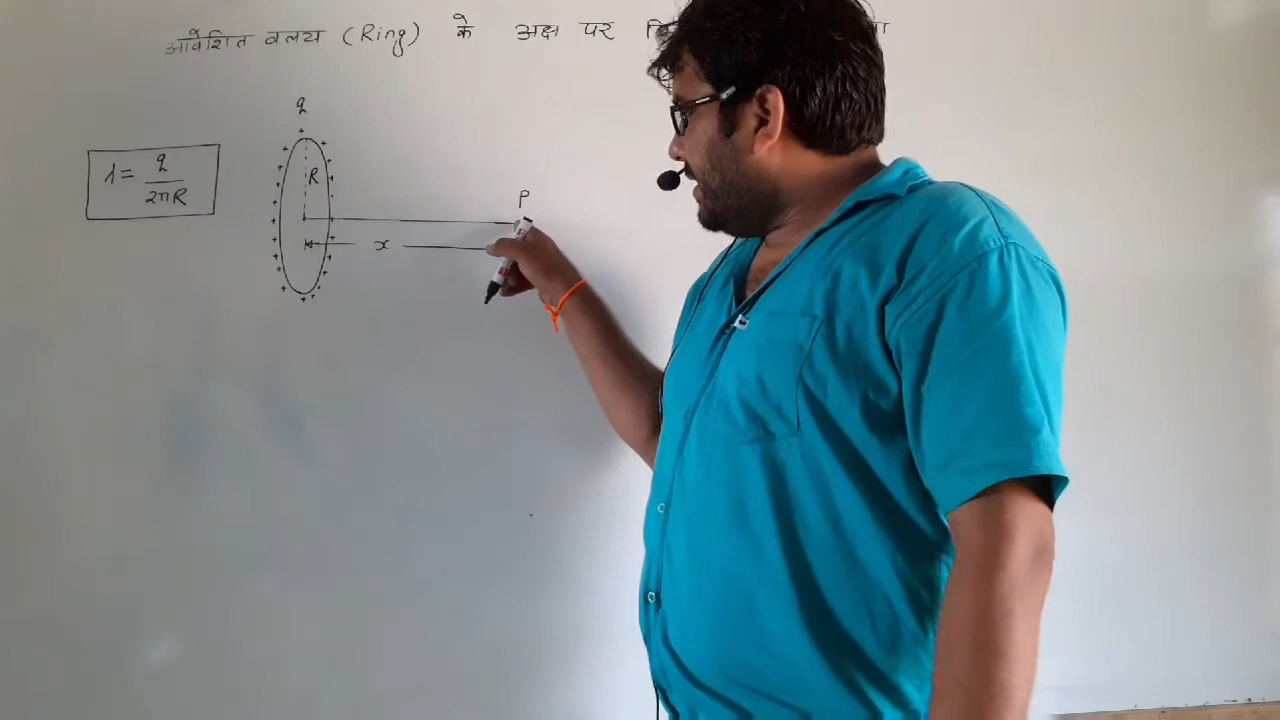 आवेशित वलय (Ring) के अक्ष पर
q
λ = q / 2πR
R
P
x